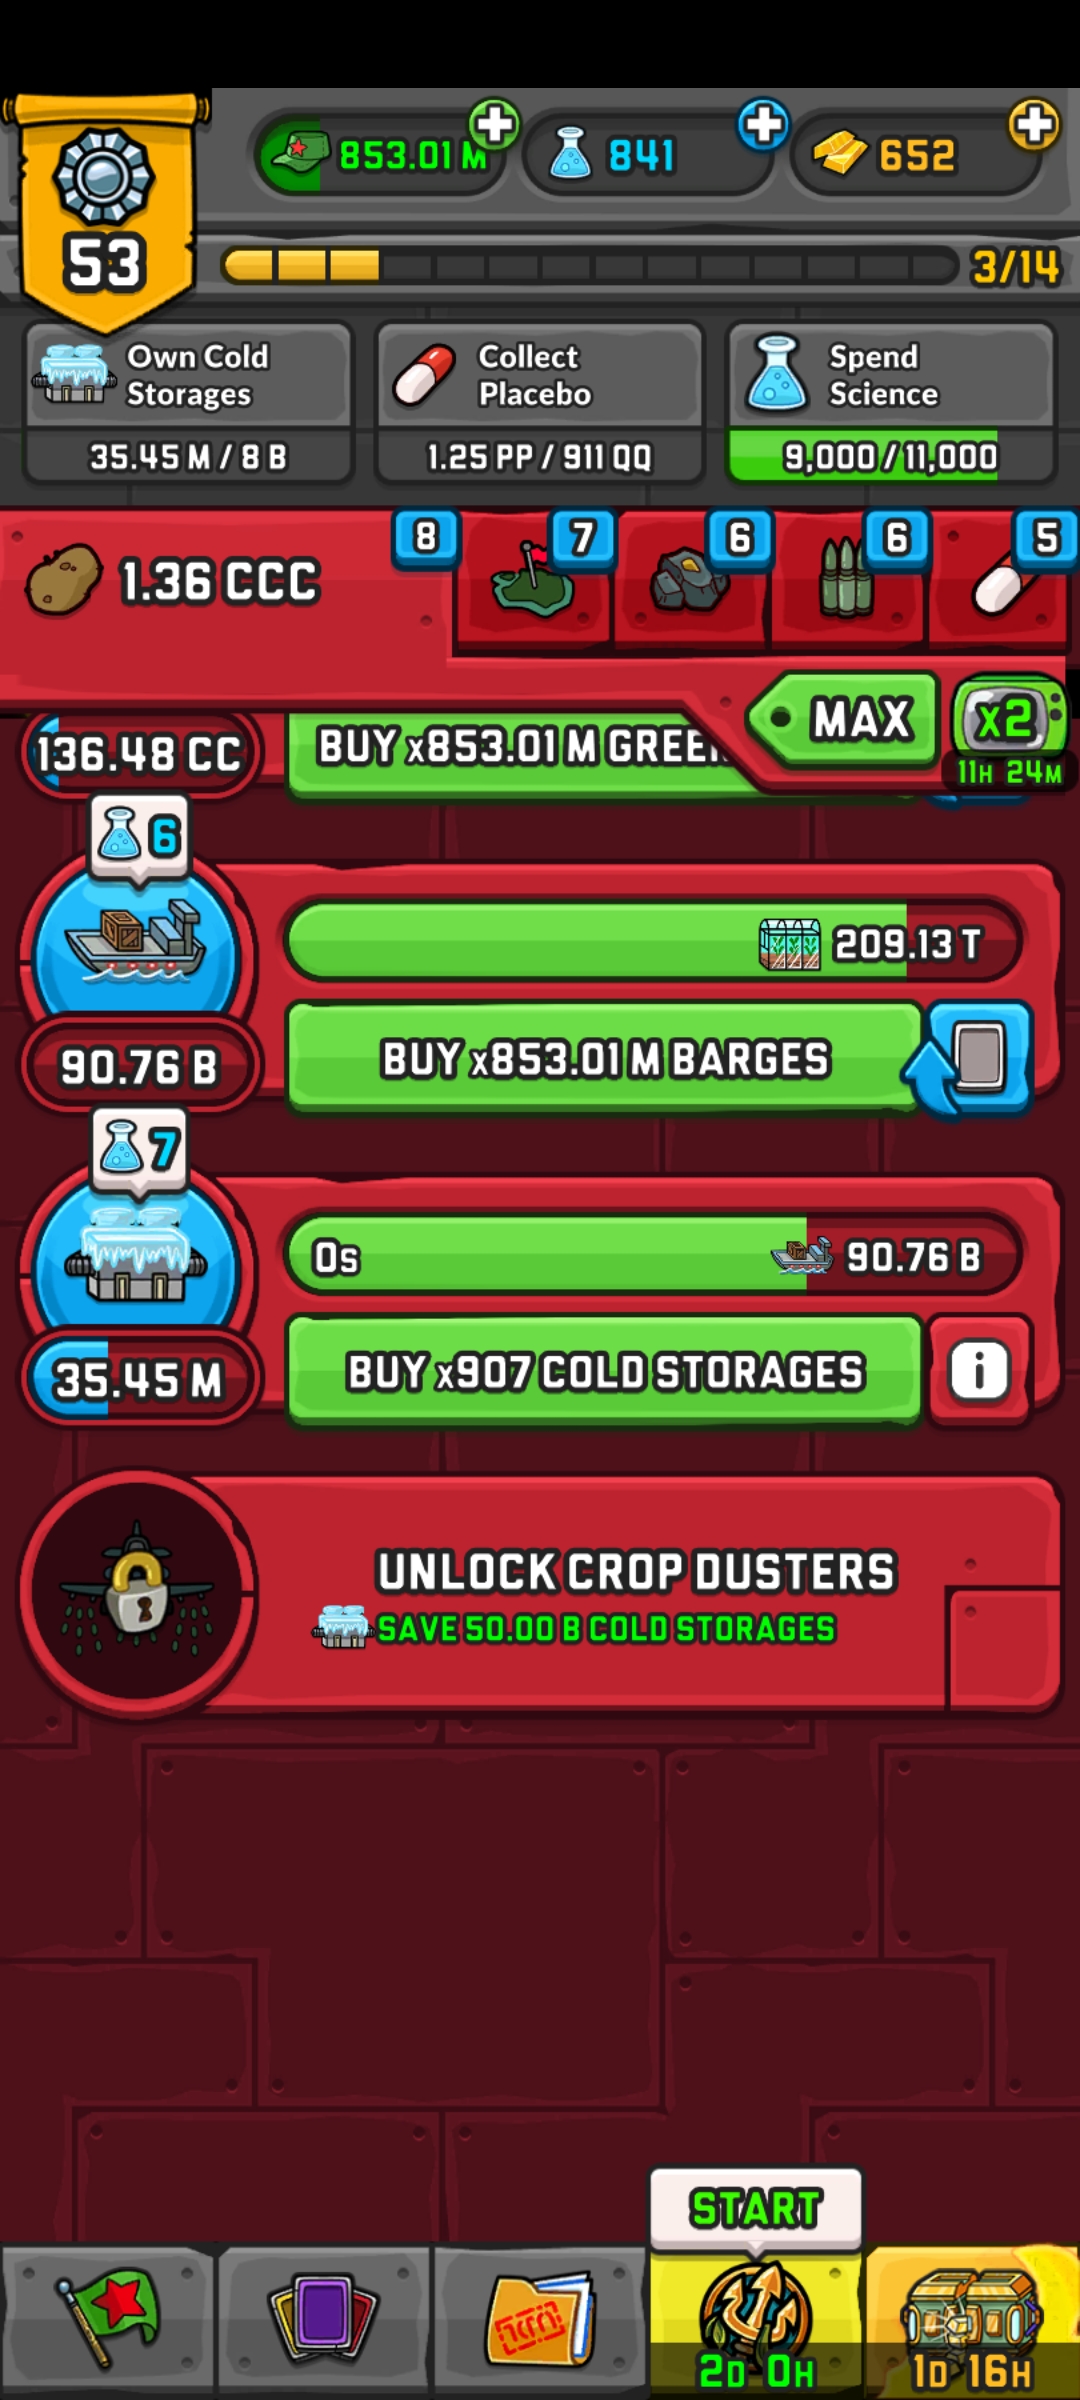 853.01 M
841
652
53
3/14
Own Cold
Storages
35.45 M / 8 B
Collect
Placebo
1.25 PP / 911 QQ
Spend
Science
9,000 / 11,000
1.36 CCC
8
7
6
6
5
MAX
x2
11H 24M
136.48 CC
BUY x853.01 M GREE
6
209.13 T
90.76 B
BUY x853.01 M BARGES
7
0s
90.76 B
35.45 M
BUY x907 COLD STORAGES
i
UNLOCK CROP DUSTERS
SAVE 50.00 B COLD STORAGES
START
2D 0H
1D 16H